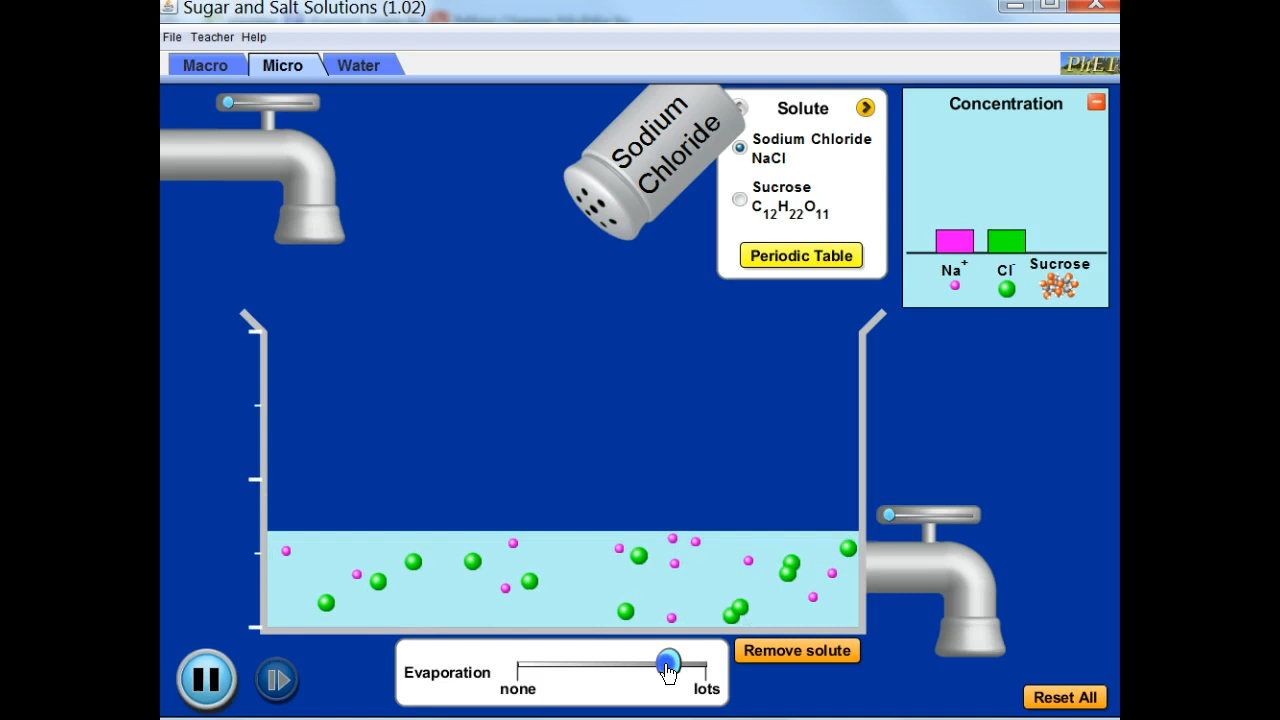 Sugar and Salt Solutions (1.02)
File Teacher Help
Macro Micro Water
PhET
Sodium
Chloride
Solute
Sodium Chloride
NaCl
Sucrose
C12H22O11
Periodic Table
Concentration
Na+ Cl- Sucrose
Evaporation
none lots
Remove solute
Reset All